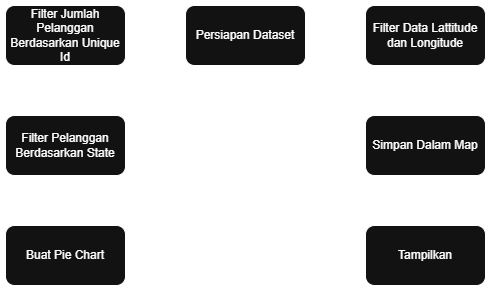 Filter Jumlah
Pelanggan
Berdasarkan Unique
Id
Persiapan Dataset
Filter Data Lattitude
dan Longitude
Filter Pelanggan
Berdasarkan State
Simpan Dalam Map
Buat Pie Chart
Tampilkan